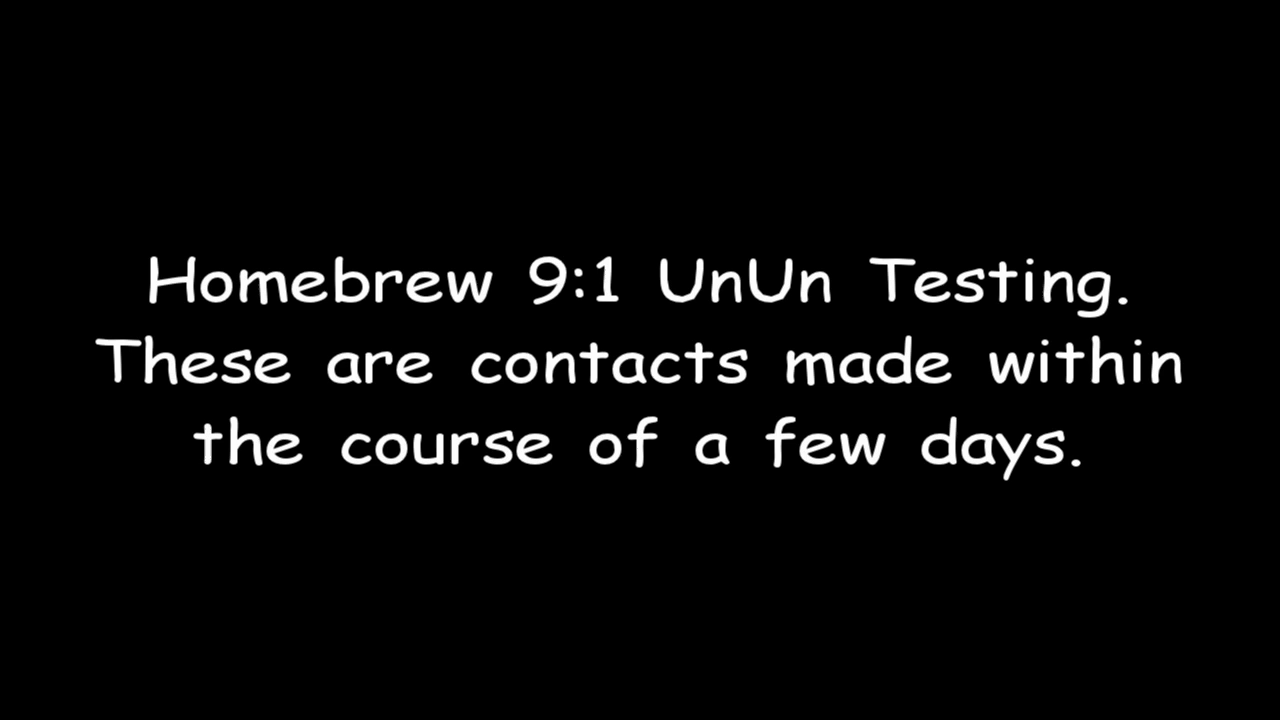 Homebrew 9:1 UnUn Testing.
These are contacts made within
the course of a few days.